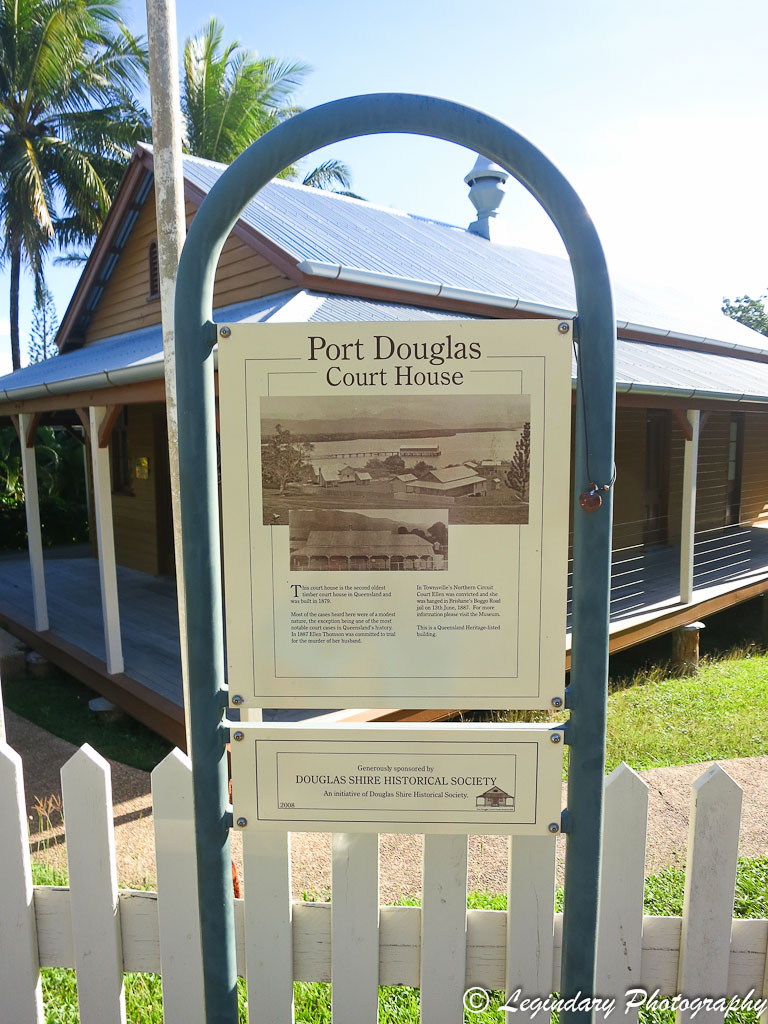 Port Douglas
Court House
This court house is the second oldest
timber court house in Queensland and
was built in 1879.
Most of the cases heard here were of a modest
nature, the exception being one of the most
notable court cases in Queensland's history.
In 1887 Ellen Thomson was committed to trial
for the murder of her husband.
In Townsville's Northern Circuit
Court Ellen was convicted and she
was hanged in Brisbane's Boggo Road
jail on 13th June, 1887. For more
information please visit the Museum.
This is a Queensland Heritage-listed
building.
Generously sponsored by
DOUGLAS SHIRE HISTORICAL SOCIETY
An initiative of Douglas Shire Historical Society.
2008
© Legindary Photography